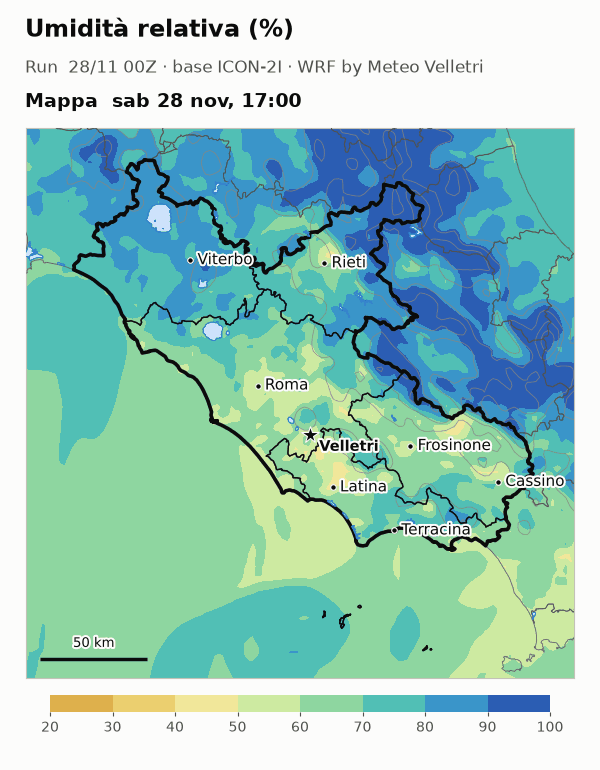 Umidità relativa (%)
Run  28/11 00Z · base ICON-2I · WRF by Meteo Velletri
Mappa  sab 28 nov, 17:00
Viterbo
Rieti
Roma
Velletri
Frosinone
Latina
Cassino
Terracina
50 km
20 30 40 50 60 70 80 90 100